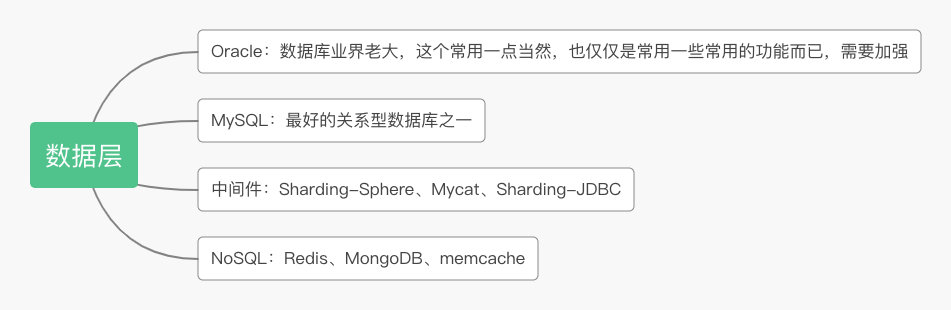 数据层
Oracle：数据库业界老大，这个常用一点当然，也仅仅是常用一些常用的功能而已，需要加强
MySQL：最好的关系型数据库之一
中间件：Sharding-Sphere、Mycat、Sharding-JDBC
NoSQL：Redis、MongoDB、memcache